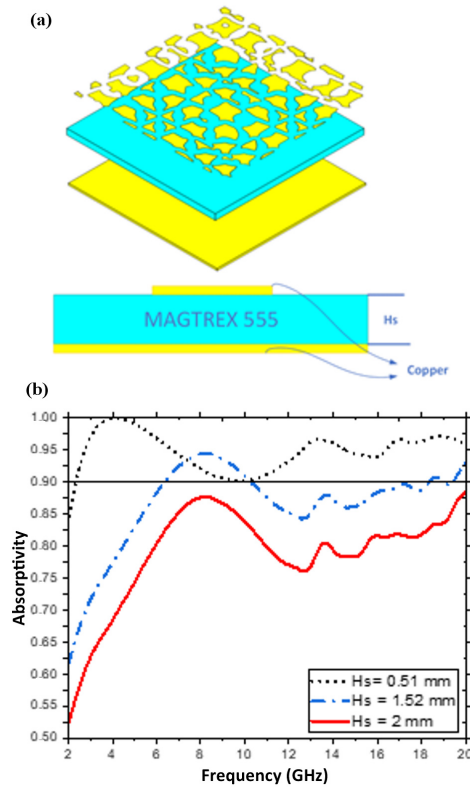 (a)
MAGTREX 555
Hs
Copper
(b)
1.00
0.95
0.90
0.85
0.80
0.75
0.70
0.65
0.60
0.55
0.50
Absorptivity
Hs= 0.51 mm
Hs = 1.52 mm
Hs = 2 mm
2 4 6 8 10 12 14 16 18 20
Frequency (GHz)